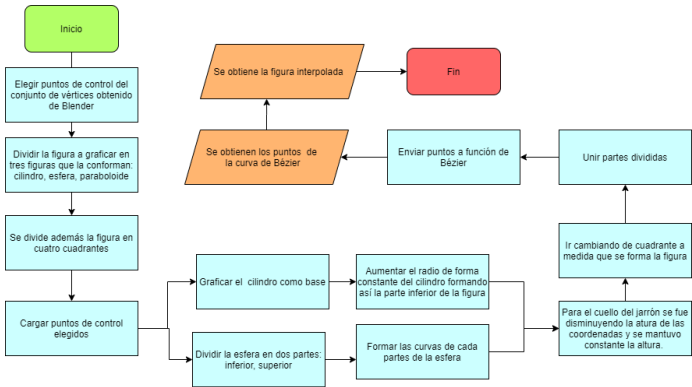 Inicio
Elegir puntos de control del
conjunto de vèrtices obtenido
de Blender
Dividir la figura a graficar en
tres figuras que la conforman:
cilindro, esfera, paraboloide
Se divide además la figura en
cuatro cuadrantes
Cargar puntos de control
elegidos
Graficar el cilindro como base
Aumentar el radio de forma
constante del cilindro formando
así la parte inferior de la figura
Dividir la esfera en dos partes:
inferior, superior
Formar las curvas de cada
partes de la esfera
Para el cuello del jarròn se fue
disminuyendo la atura de las
coordenadas y se mantuvo
constante la altura.
Ir cambiando de cuadrante a
medida que se forma la figura
Unir partes divididas
Enviar puntos a función de
Bézier
Se obtienen los puntos de
la curva de Bézier
Se obtiene la figura interpolada
Fin